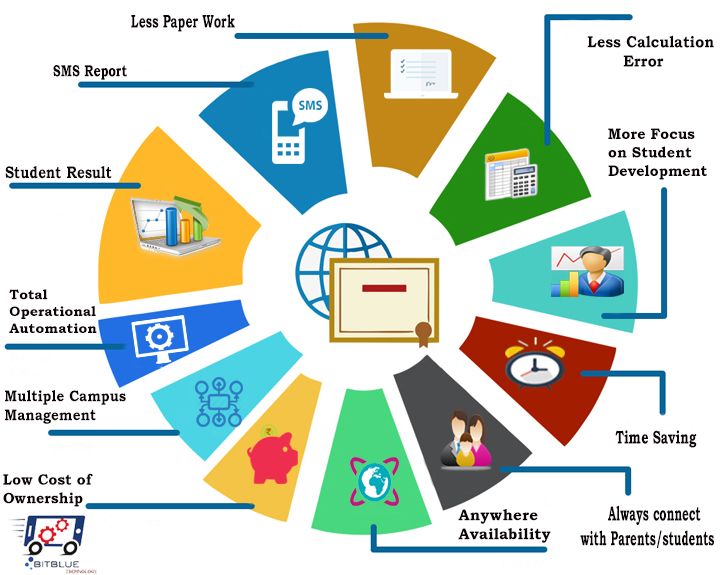 Less Paper Work
Less Calculation
Error
SMS Report
SMS
More Focus
on Student
Development
Student Result
Total
Operational
Automation
Multiple Campus
Management
Time Saving
Low Cost of
Ownership
Anywhere
Availability
Always connect
with Parents/students
BITBLUE
TECHNOLOGY